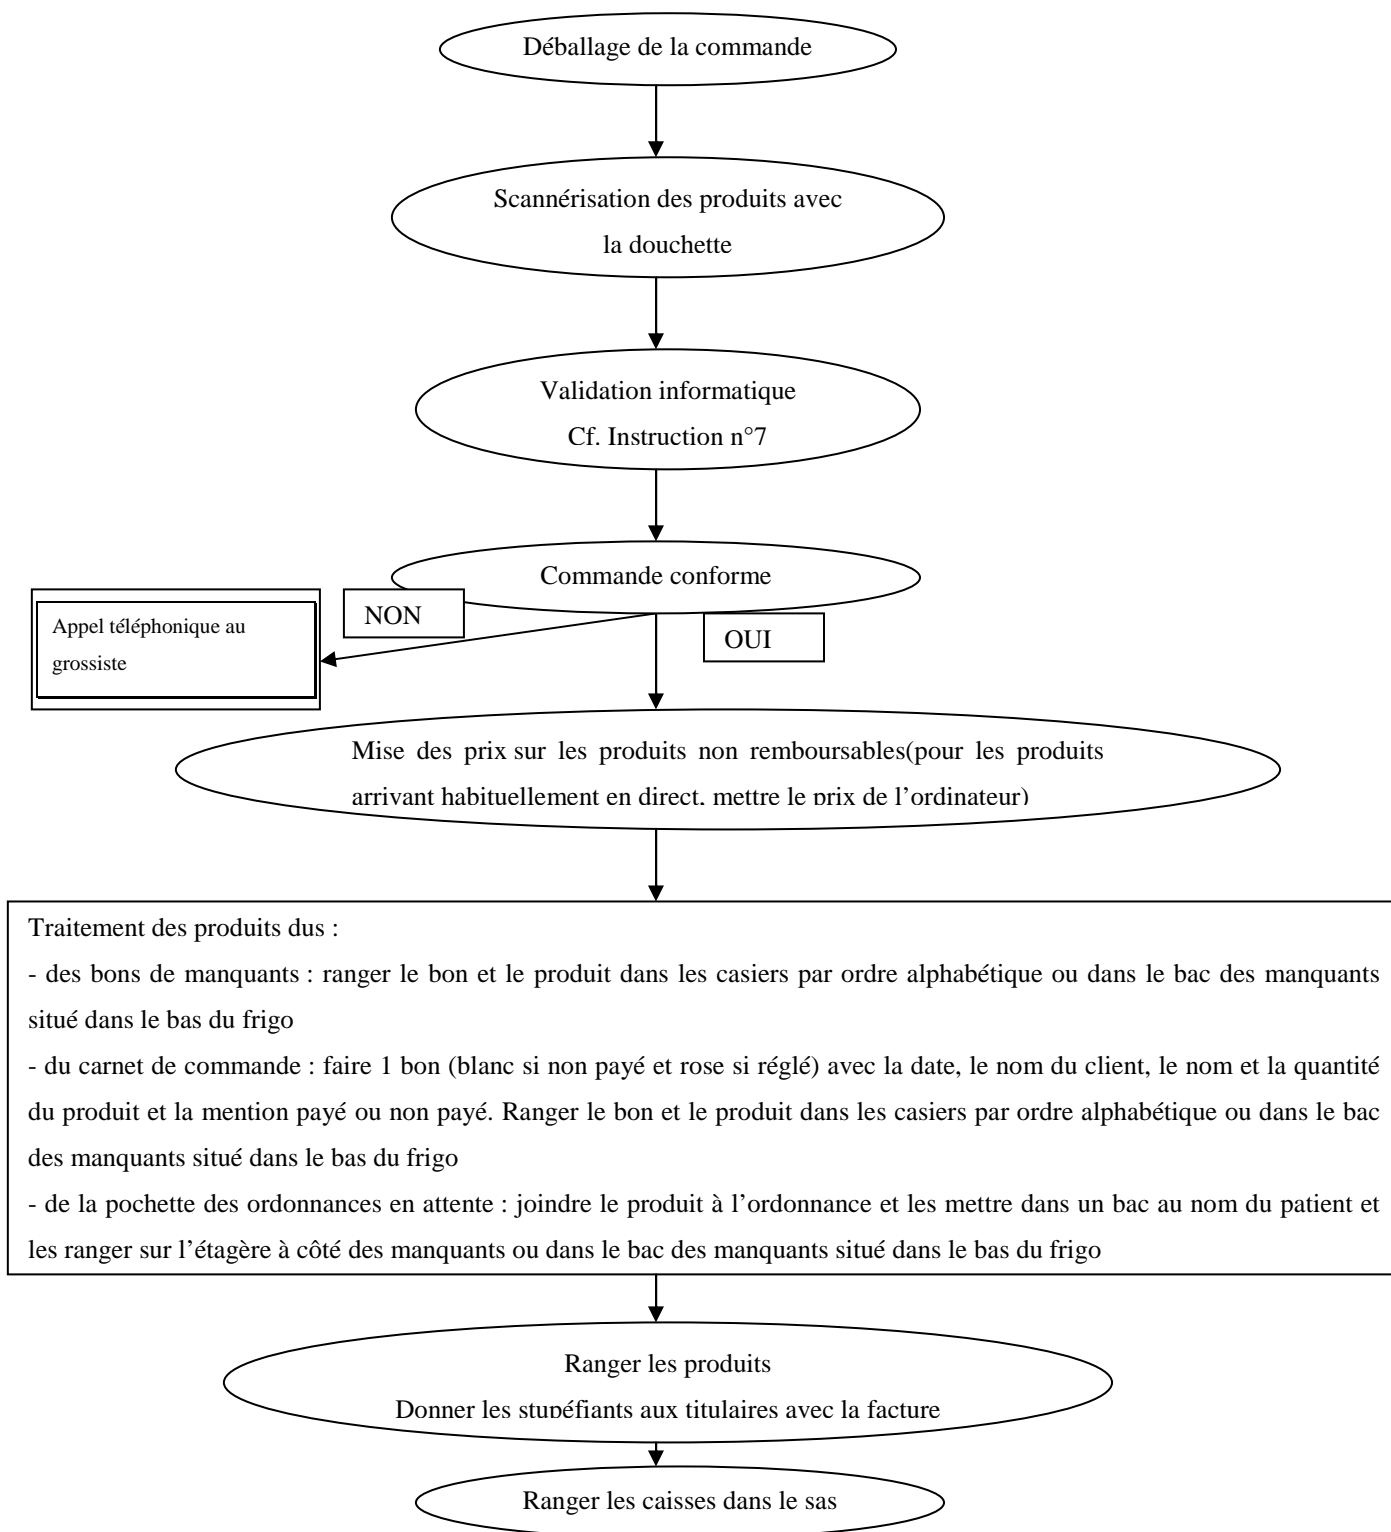 Déballage de la commande
Scannérisation des produits avec
la douchette
Validation informatique
Cf. Instruction n°7
Commande conforme
NON
OUI
Appel téléphonique au
grossiste
Mise des prix sur les produits non remboursables(pour les produits
arrivant habituellement en direct, mettre le prix de l’ordinateur)
Traitement des produits dus :
- des bons de manquants : ranger le bon et le produit dans les casiers par ordre alphabétique ou dans le bac des manquants
situé dans le bas du frigo
- du carnet de commande : faire 1 bon (blanc si non payé et rose si réglé) avec la date, le nom du client, le nom et la quantité
du produit et la mention payé ou non payé. Ranger le bon et le produit dans les casiers par ordre alphabétique ou dans le bac
des manquants situé dans le bas du frigo
- de la pochette des ordonnances en attente : joindre le produit à l’ordonnance et les mettre dans un bac au nom du patient et
les ranger sur l’étagère à côté des manquants ou dans le bac des manquants situé dans le bas du frigo
Ranger les produits
Donner les stupéfiants aux titulaires avec la facture
Ranger les caisses dans le sas